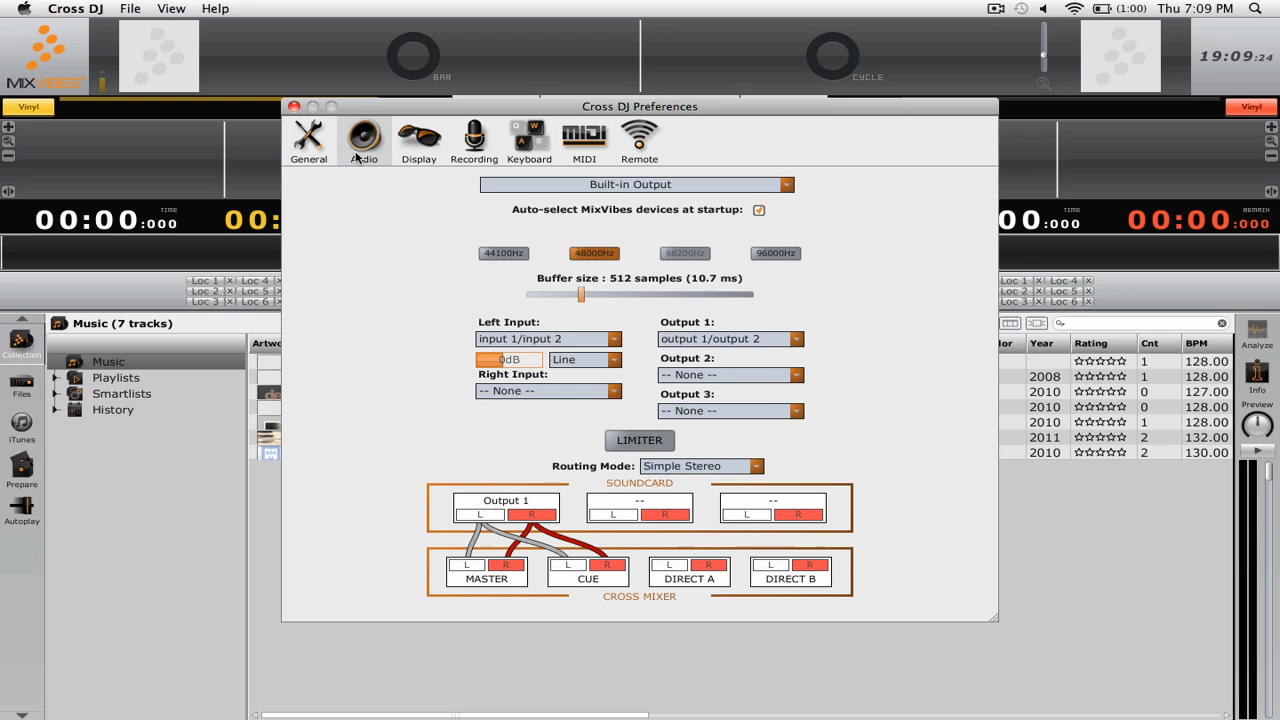 Cross DJ File View Help (1:00) Thu 7:09 PM
MIXVIBES
BAR
CYCLE
19:09:24
Vinyl
Vinyl
Cross DJ Preferences
General Audio Display Recording Keyboard MIDI Remote
Q W A S
Built-in Output
Auto-select MixVibes devices at startup:
44100Hz 48000Hz 88200Hz 96000Hz
Buffer size : 512 samples (10.7 ms)
Left Input:
input 1/input 2
0dB Line
Right Input:
-- None --
Output 1:
output 1/output 2
Output 2:
-- None --
Output 3:
-- None --
LIMITER
Routing Mode: Simple Stereo
SOUNDCARD
Output 1 -- --
L R L R L R
L R L R L R L R
MASTER CUE DIRECT A DIRECT B
CROSS MIXER
00:00:000 TIME
00:
00:000 TIME
00:00:000 REMAIN
Loc 1 Loc 4
Loc 2 Loc 5
Loc 3 Loc 6
Loc 1 Loc 4
Loc 2 Loc 5
Loc 3 Loc 6
Collection
Files
iTunes
Prepare
Autoplay
Music (7 tracks)
Music
Playlists
Smartlists
History
Artwo
Year Rating Cnt BPM
1 128.00
2008 1 128.00
2010 0 127.00
2010 0 128.00
2010 1 128.00
2011 2 132.00
2010 2 130.00
Analyze
Info
Preview